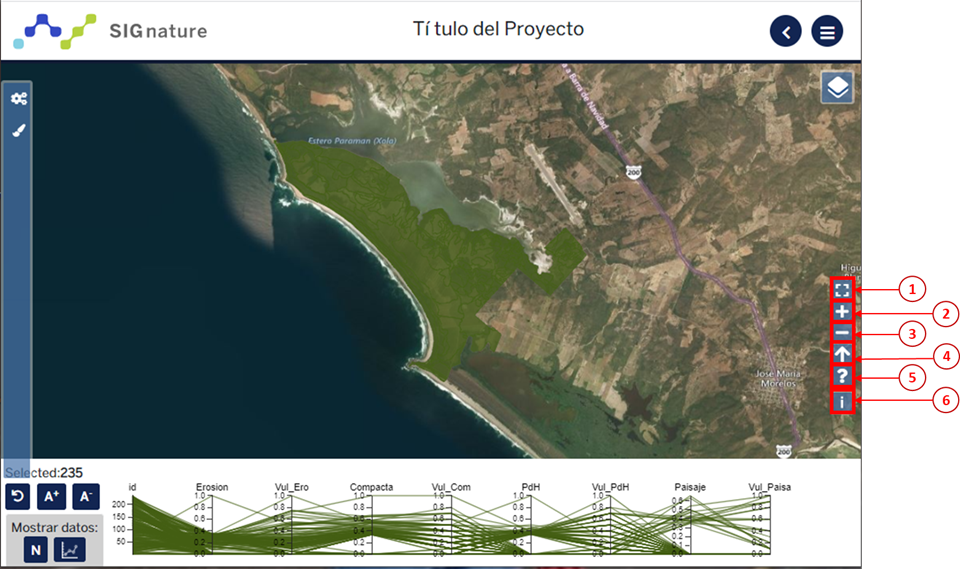 SIGnature
Tí tulo del Proyecto
a Barra de Navidad
Estero Paraman (Xola)
200
Higu
José María
Morelos
200
1
2
3
4
5
6
?
i
Selected:235
A+
A-
Mostrar datos:
N
id
Erosion
Vul_Ero
Compacta
Vul_Com
PdH
Vul_PdH
Paisaje
Vul_Paisa
200
150
100
50
1.0
0.8
0.6
0.4
0.2
0.0
1.0
0.8
0.6
0.4
0.2
0.0
1.0
0.8
0.6
0.4
0.2
0.0
1.0
0.8
0.6
0.4
0.2
0.0
1.0
0.8
0.6
0.4
0.2
0.0
1.0
0.8
0.6
0.4
0.2
0.0
0.6
0.4
0.2
0.0
1.0
0.8
0.6
0.4
0.2
0.0